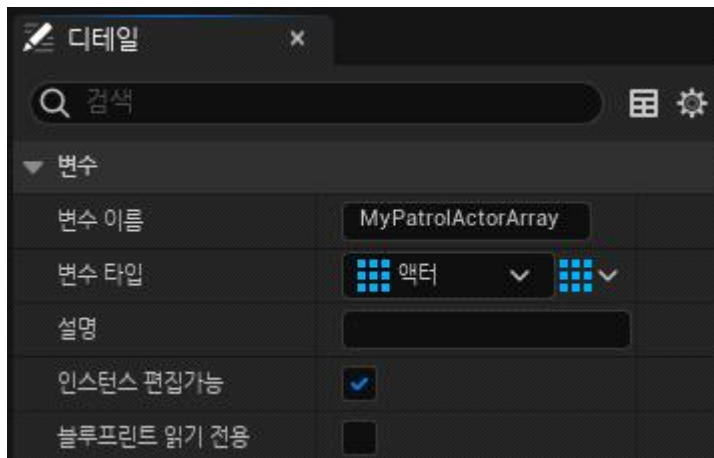 디테일
검색
변수
변수 이름 MyPatrolActorArray
변수 타입 액터
설명
인스턴스 편집가능
블루프린트 읽기 전용